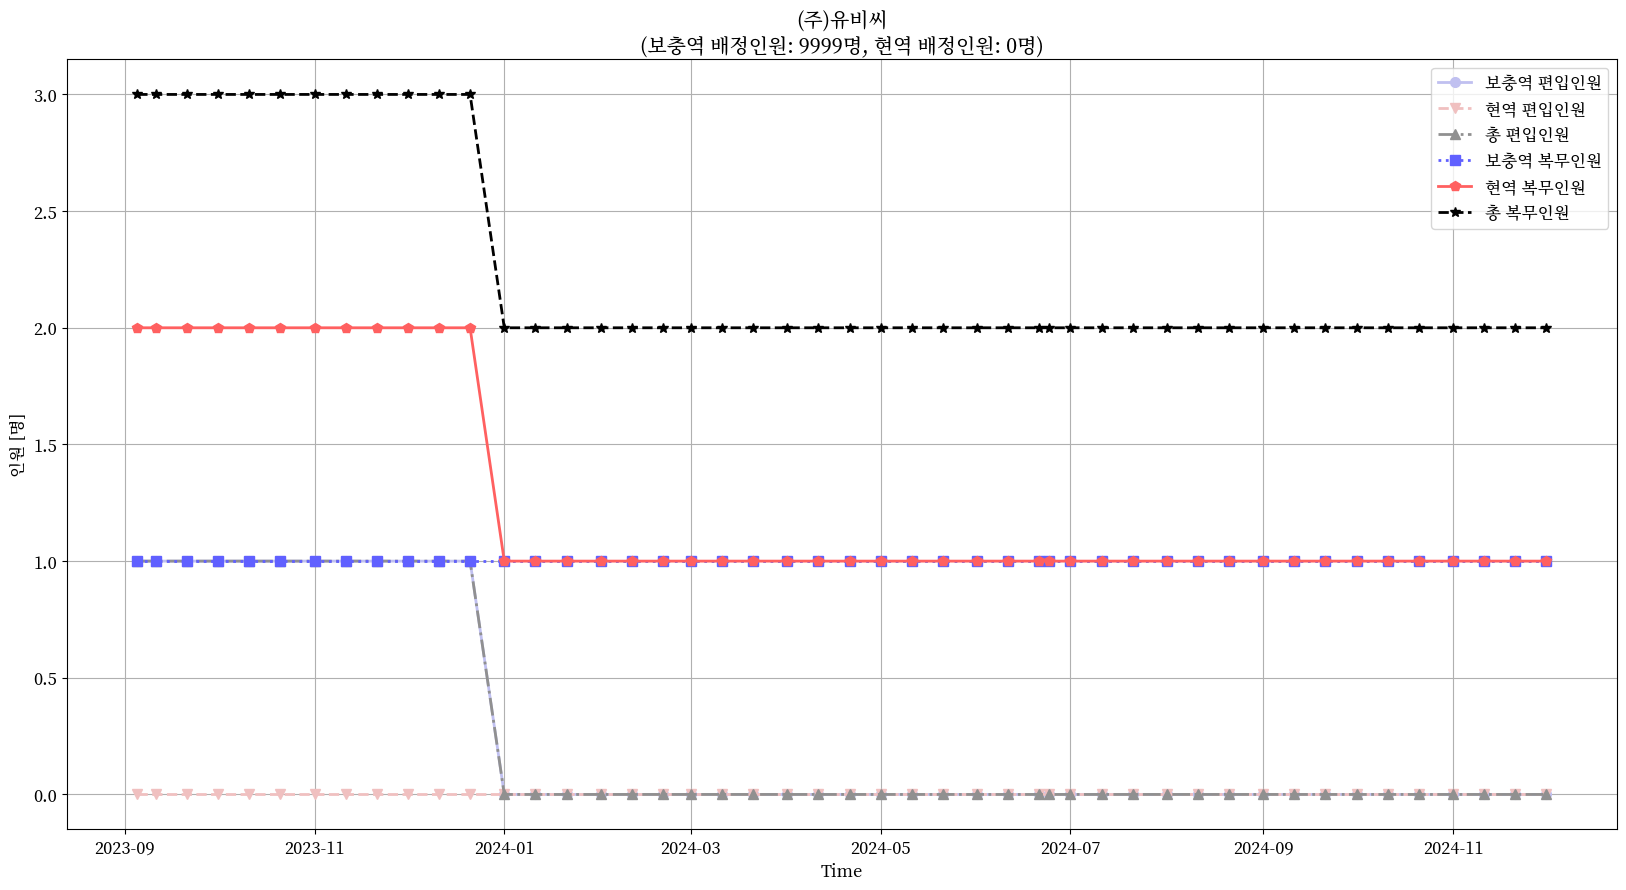 (주)유비씨
(보충역 배정인원: 9999명, 현역 배정인원: 0명)
보충역 편입인원
현역 편입인원
총 편입인원
보충역 복무인원
현역 복무인원
총 복무인원
인원 [명]
3.0
2.5
2.0
1.5
1.0
0.5
0.0
2023-09 2023-11 2024-01 2024-03 2024-05 2024-07 2024-09 2024-11
Time